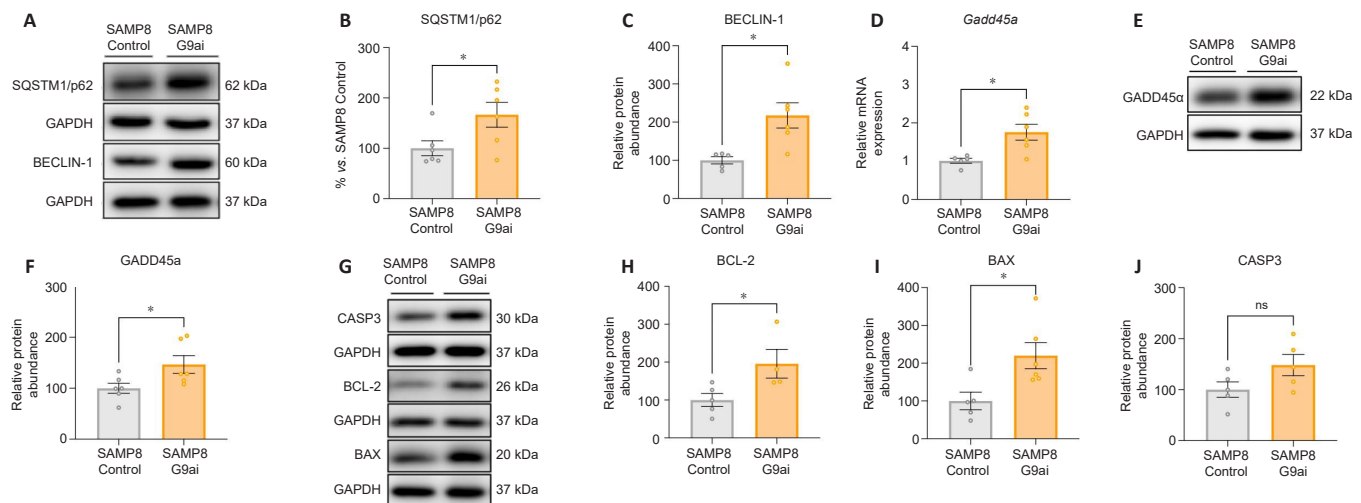 A
SAMP8
Control
SAMP8
G9ai
SQSTM1/p62
62 kDa
GAPDH
37 kDa
BECLIN-1
60 kDa
GAPDH
37 kDa
B
SQSTM1/p62
% vs. SAMP8 Control
200
150
100
50
0
*
SAMP8
Control
SAMP8
G9ai
C
BECLIN-1
Relative protein
abundance
400
300
200
100
0
*
SAMP8
Control
SAMP8
G9ai
D
Gadd45a
Relative mRNA
expression
4
3
2
1
0
*
SAMP8
Control
SAMP8
G9ai
E
SAMP8
Control
SAMP8
G9ai
GADD45α
22 kDa
GAPDH
37 kDa
F
GADD45a
Relative protein
abundance
300
200
100
0
*
SAMP8
Control
SAMP8
G9ai
G
SAMP8
Control
SAMP8
G9ai
CASP3
30 kDa
GAPDH
37 kDa
BCL-2
26 kDa
GAPDH
37 kDa
BAX
20 kDa
GAPDH
37 kDa
H
BCL-2
Relative protein
abundance
400
300
200
100
0
*
SAMP8
Control
SAMP8
G9ai
I
BAX
Relative protein
abundance
400
300
200
100
0
*
SAMP8
Control
SAMP8
G9ai
J
CASP3
Relative protein
abundance
300
200
100
0
ns
SAMP8
Control
SAMP8
G9ai